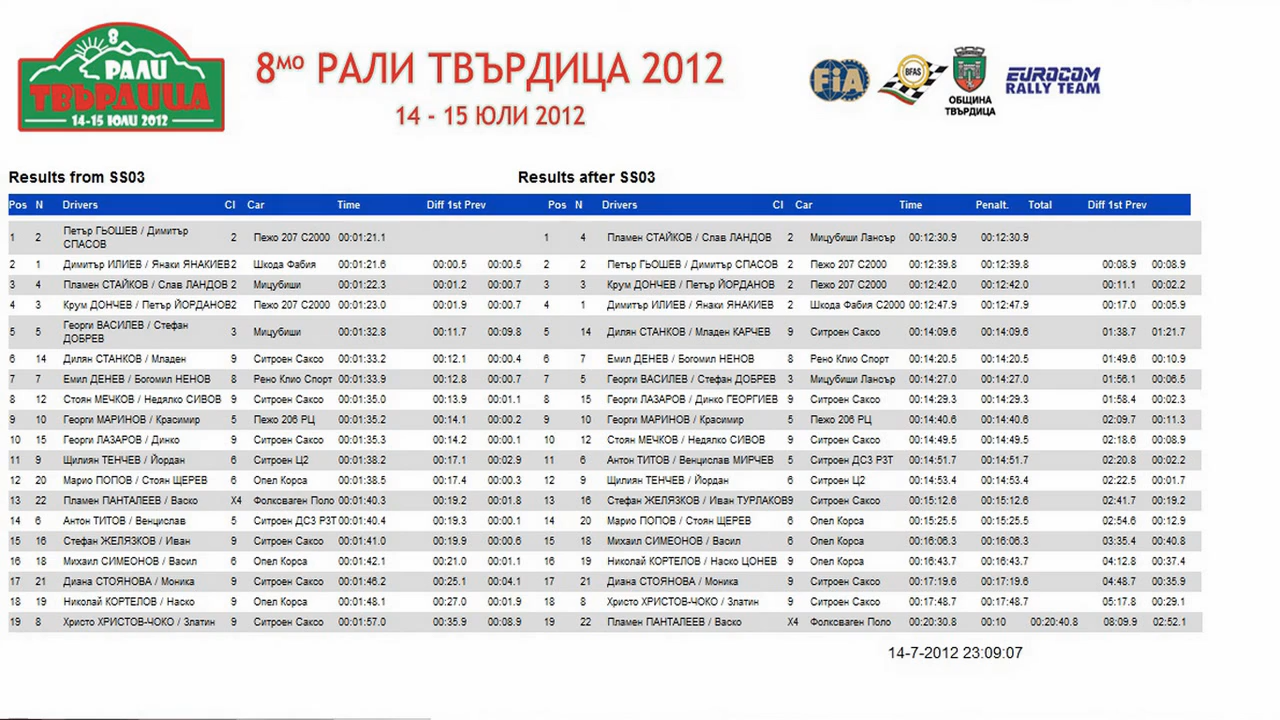 8
РАЛИ
ТВЪРДИЦА
14-15 ЮЛИ 2012
8мо РАЛИ ТВЪРДИЦА 2012
14 - 15 ЮЛИ 2012
FiA
BFAS
ОБЩИНА
ТВЪРДИЦА
EUROCOM
RALLY TEAM
Results from SS03 Results after SS03
Pos N Drivers Cl Car Time Diff 1st Prev Pos N Drivers Cl Car Time Penalt. Total Diff 1st Prev
1 2 Петър ГЬОШЕВ / Димитър СПАСОВ 2 Пежо 207 С2000 00:01:21.1 1 4 Пламен СТАЙКОВ / Слав ЛАНДОВ 2 Мицубиши Лансър 00:12:30.9 00:12:30.9
2 1 Димитър ИЛИЕВ / Янаки ЯНАКИЕВ 2 Шкода Фабия 00:01:21.6 00:00.5 00:00.5 2 2 Петър ГЬОШЕВ / Димитър СПАСОВ 2 Пежо 207 С2000 00:12:39.8 00:12:39.8 00:08.9 00:08.9
3 4 Пламен СТАЙКОВ / Слав ЛАНДОВ 2 Мицубиши 00:01:22.3 00:01.2 00:00.7 3 3 Крум ДОНЧЕВ / Петър ЙОРДАНОВ 2 Пежо 207 С2000 00:12:42.0 00:12:42.0 00:11.1 00:02.2
4 3 Крум ДОНЧЕВ / Петър ЙОРДАНОВ 2 Пежо 207 С2000 00:01:23.0 00:01.9 00:00.7 4 1 Димитър ИЛИЕВ / Янаки ЯНАКИЕВ 2 Шкода Фабия С2000 00:12:47.9 00:12:47.9 00:17.0 00:05.9
5 5 Георги ВАСИЛЕВ / Стефан ДОБРЕВ 3 Мицубиши 00:01:32.8 00:11.7 00:09.8 5 14 Дилян СТАНКОВ / Младен КАРЧЕВ 9 Ситроен Саксо 00:14:09.6 00:14:09.6 01:38.7 01:21.7
6 14 Дилян СТАНКОВ / Младен 9 Ситроен Саксо 00:01:33.2 00:12.1 00:00.4 6 7 Емил ДЕНЕВ / Богомил НЕНОВ 8 Рено Клио Спорт 00:14:20.5 00:14:20.5 01:49.6 00:10.9
7 7 Емил ДЕНЕВ / Богомил НЕНОВ 8 Рено Клио Спорт 00:01:33.9 00:12.8 00:00.7 7 5 Георги ВАСИЛЕВ / Стефан ДОБРЕВ 3 Мицубиши Лансър 00:14:27.0 00:14:27.0 01:56.1 00:06.5
8 12 Стоян МЕЧКОВ / Недялко СИВОВ 9 Ситроен Саксо 00:01:35.0 00:13.9 00:01.1 8 15 Георги ЛАЗАРОВ / Динко ГЕОРГИЕВ 9 Ситроен Саксо 00:14:29.3 00:14:29.3 01:58.4 00:02.3
9 10 Георги МАРИНОВ / Красимир 5 Пежо 206 РЦ 00:01:35.2 00:14.1 00:00.2 9 10 Георги МАРИНОВ / Красимир 5 Пежо 206 РЦ 00:14:40.6 00:14:40.6 02:09.7 00:11.3
10 15 Георги ЛАЗАРОВ / Динко 9 Ситроен Саксо 00:01:35.3 00:14.2 00:00.1 10 12 Стоян МЕЧКОВ / Недялко СИВОВ 9 Ситроен Саксо 00:14:49.5 00:14:49.5 02:18.6 00:08.9
11 9 Щилиян ТЕНЧЕВ / Йордан 6 Ситроен Ц2 00:01:38.2 00:17.1 00:02.9 11 6 Антон ТИТОВ / Венцислав МИРЧЕВ 5 Ситроен ДС3 Р3Т 00:14:51.7 00:14:51.7 02:20.8 00:02.2
12 20 Марио ПОПОВ / Стоян ЩЕРЕВ 6 Опел Корса 00:01:38.5 00:17.4 00:00.3 12 9 Щилиян ТЕНЧЕВ / Йордан 6 Ситроен Ц2 00:14:53.4 00:14:53.4 02:22.5 00:01.7
13 22 Пламен ПАНТАЛЕЕВ / Васко X4 Фолксваген Поло 00:01:40.3 00:19.2 00:01.8 13 16 Стефан ЖЕЛЯЗКОВ / Иван ТУРЛАКОВ 9 Ситроен Саксо 00:15:12.6 00:15:12.6 02:41.7 00:19.2
14 6 Антон ТИТОВ / Венцислав 5 Ситроен ДС3 Р3Т 00:01:40.4 00:19.3 00:00.1 14 20 Марио ПОПОВ / Стоян ЩЕРЕВ 6 Опел Корса 00:15:25.5 00:15:25.5 02:54.6 00:12.9
15 16 Стефан ЖЕЛЯЗКОВ / Иван 9 Ситроен Саксо 00:01:41.0 00:19.9 00:00.6 15 18 Михаил СИМЕОНОВ / Васил 6 Опел Корса 00:16:06.3 00:16:06.3 03:35.4 00:40.8
16 18 Михаил СИМЕОНОВ / Васил 6 Опел Корса 00:01:42.1 00:21.0 00:01.1 16 19 Николай КОРТЕЛОВ / Наско ЦОНЕВ 9 Опел Корса 00:16:43.7 00:16:43.7 04:12.8 00:37.4
17 21 Диана СТОЯНОВА / Моника 9 Ситроен Саксо 00:01:46.2 00:25.1 00:04.1 17 21 Диана СТОЯНОВА / Моника 9 Ситроен Саксо 00:17:19.6 00:17:19.6 04:48.7 00:35.9
18 19 Николай КОРТЕЛОВ / Наско 9 Опел Корса 00:01:48.1 00:27.0 00:01.9 18 8 Христо ХРИСТОВ-ЧОКО / Златин 9 Ситроен Саксо 00:17:48.7 00:17:48.7 05:17.8 00:29.1
19 8 Христо ХРИСТОВ-ЧОКО / Златин 9 Ситроен Саксо 00:01:57.0 00:35.9 00:08.9 19 22 Пламен ПАНТАЛЕЕВ / Васко X4 Фолксваген Поло 00:20:30.8 00:10 00:20:40.8 08:09.9 02:52.1
14-7-2012 23:09:07